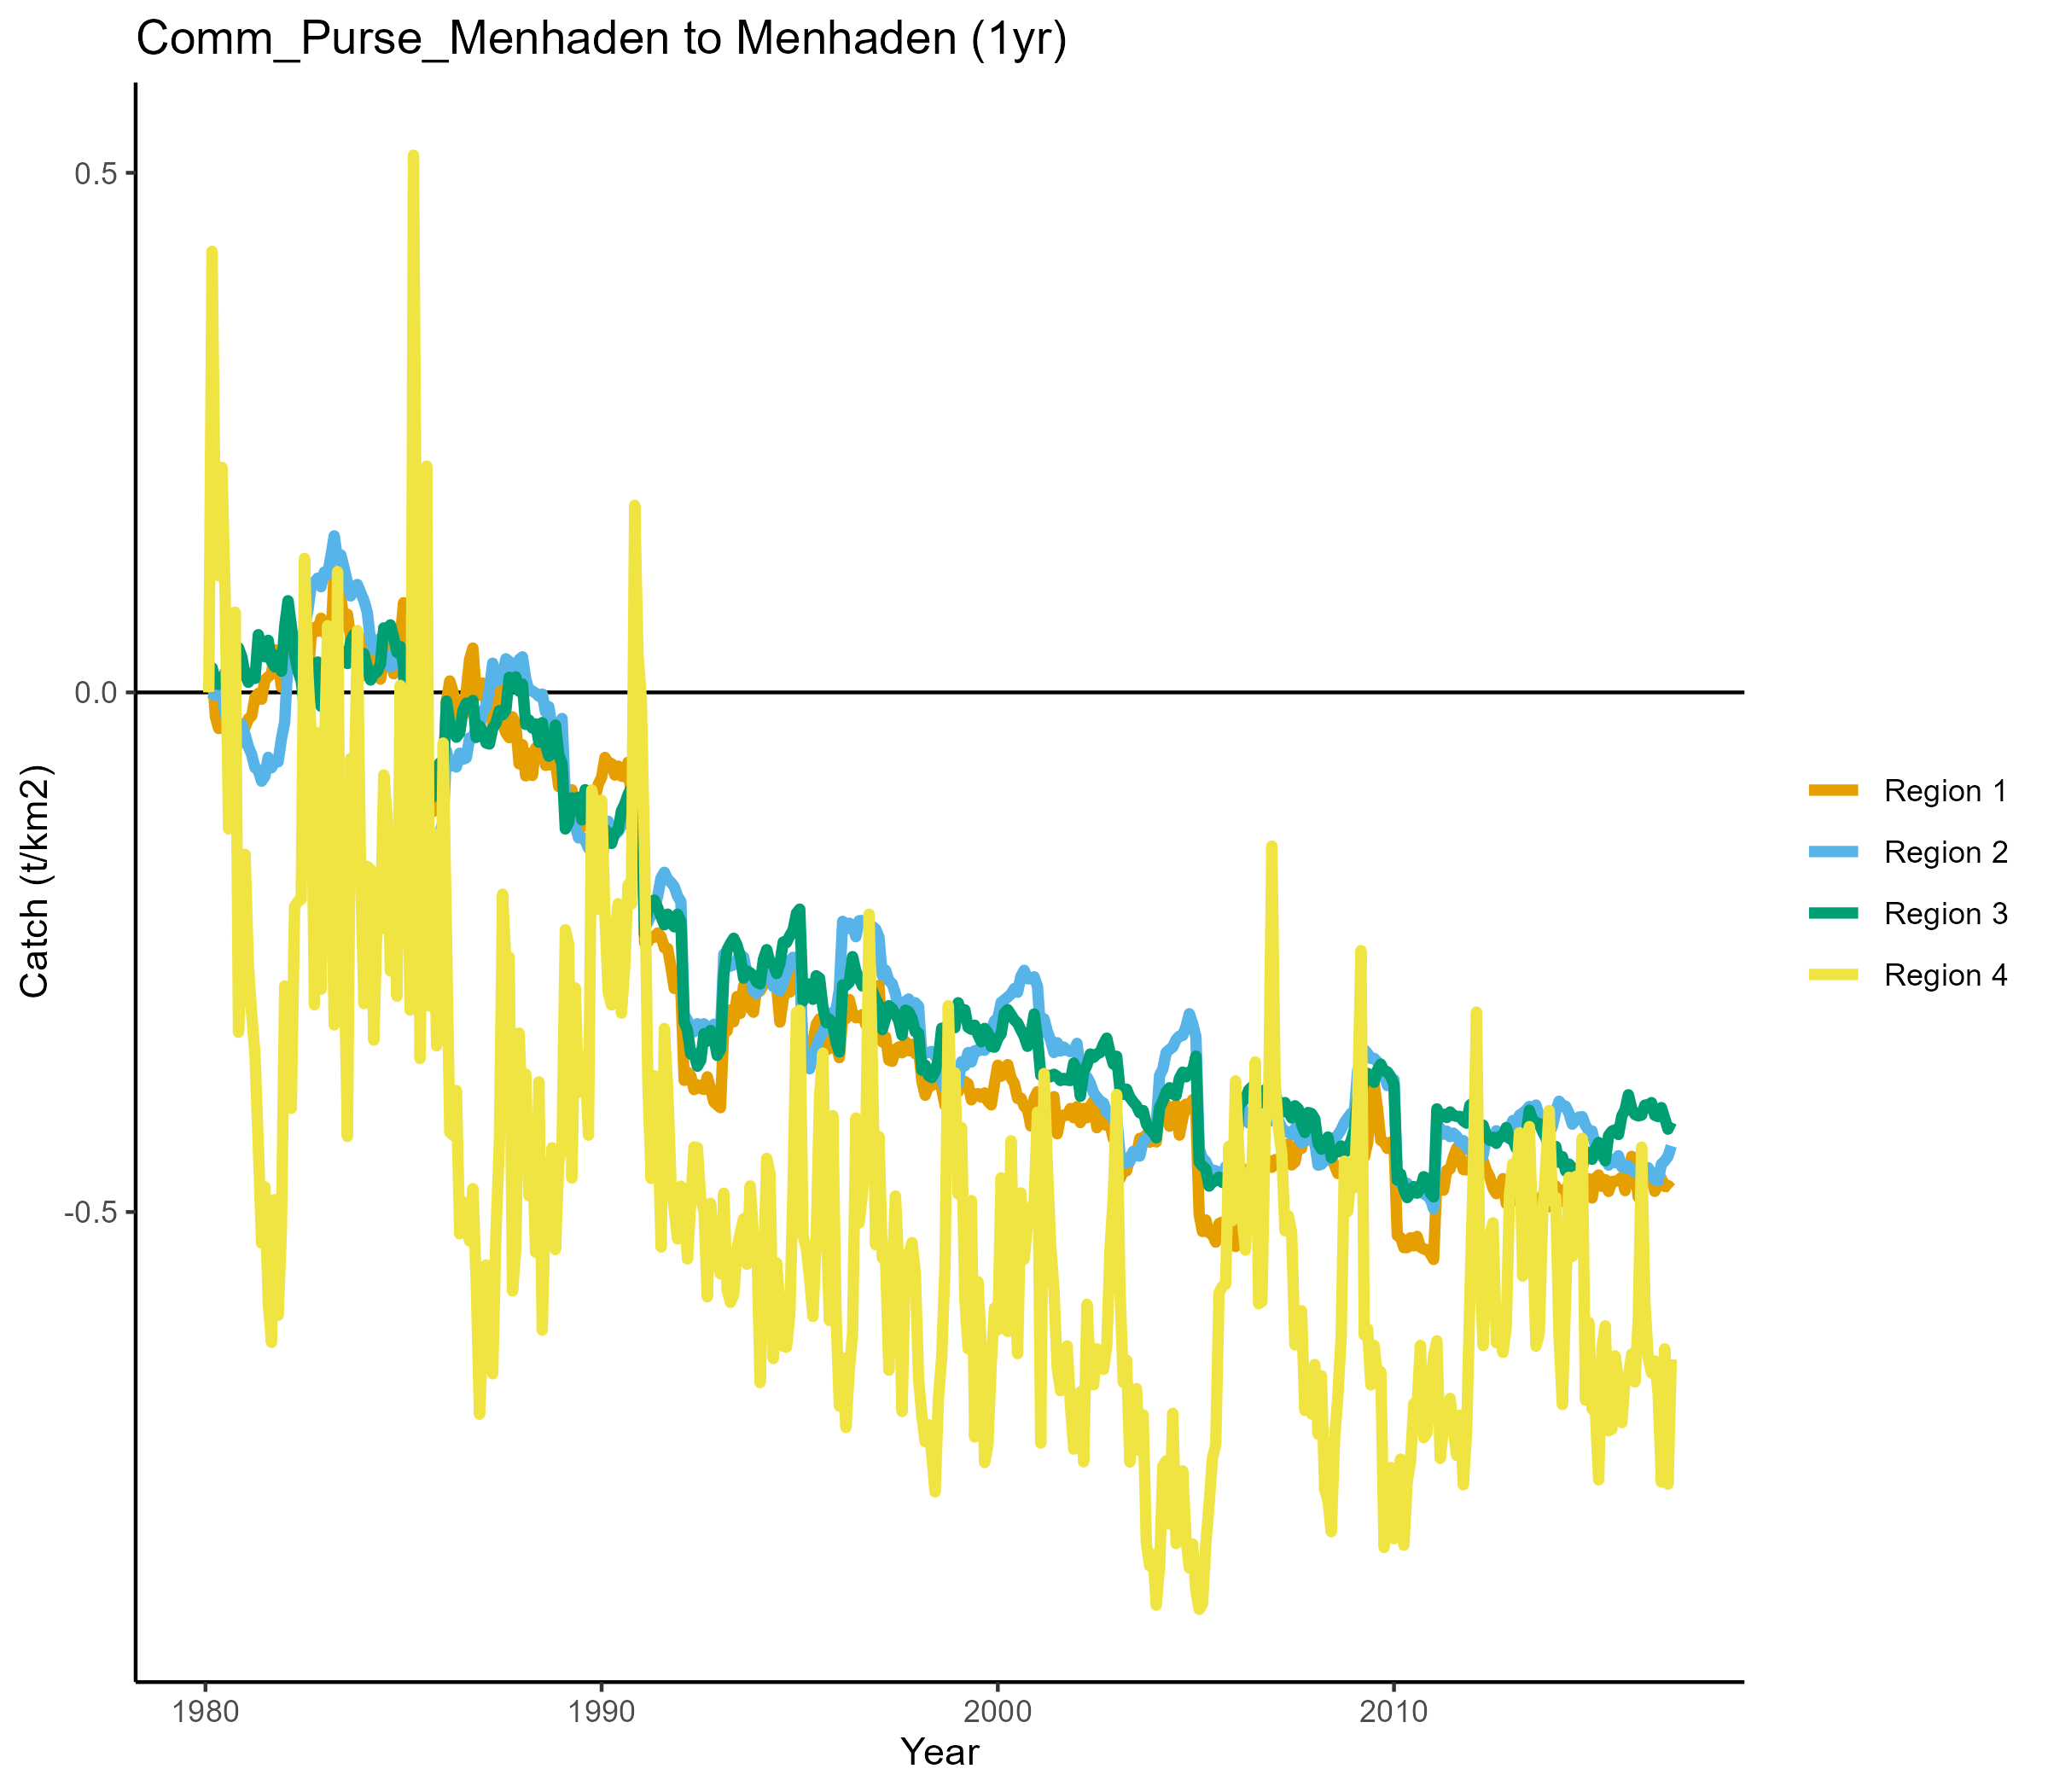 Comm_Purse_Menhaden to Menhaden (1yr)
0.5
0.0
-0.5
Catch (t/km2)
1980
1990
2000
2010
Year
Region 1
Region 2
Region 3
Region 4